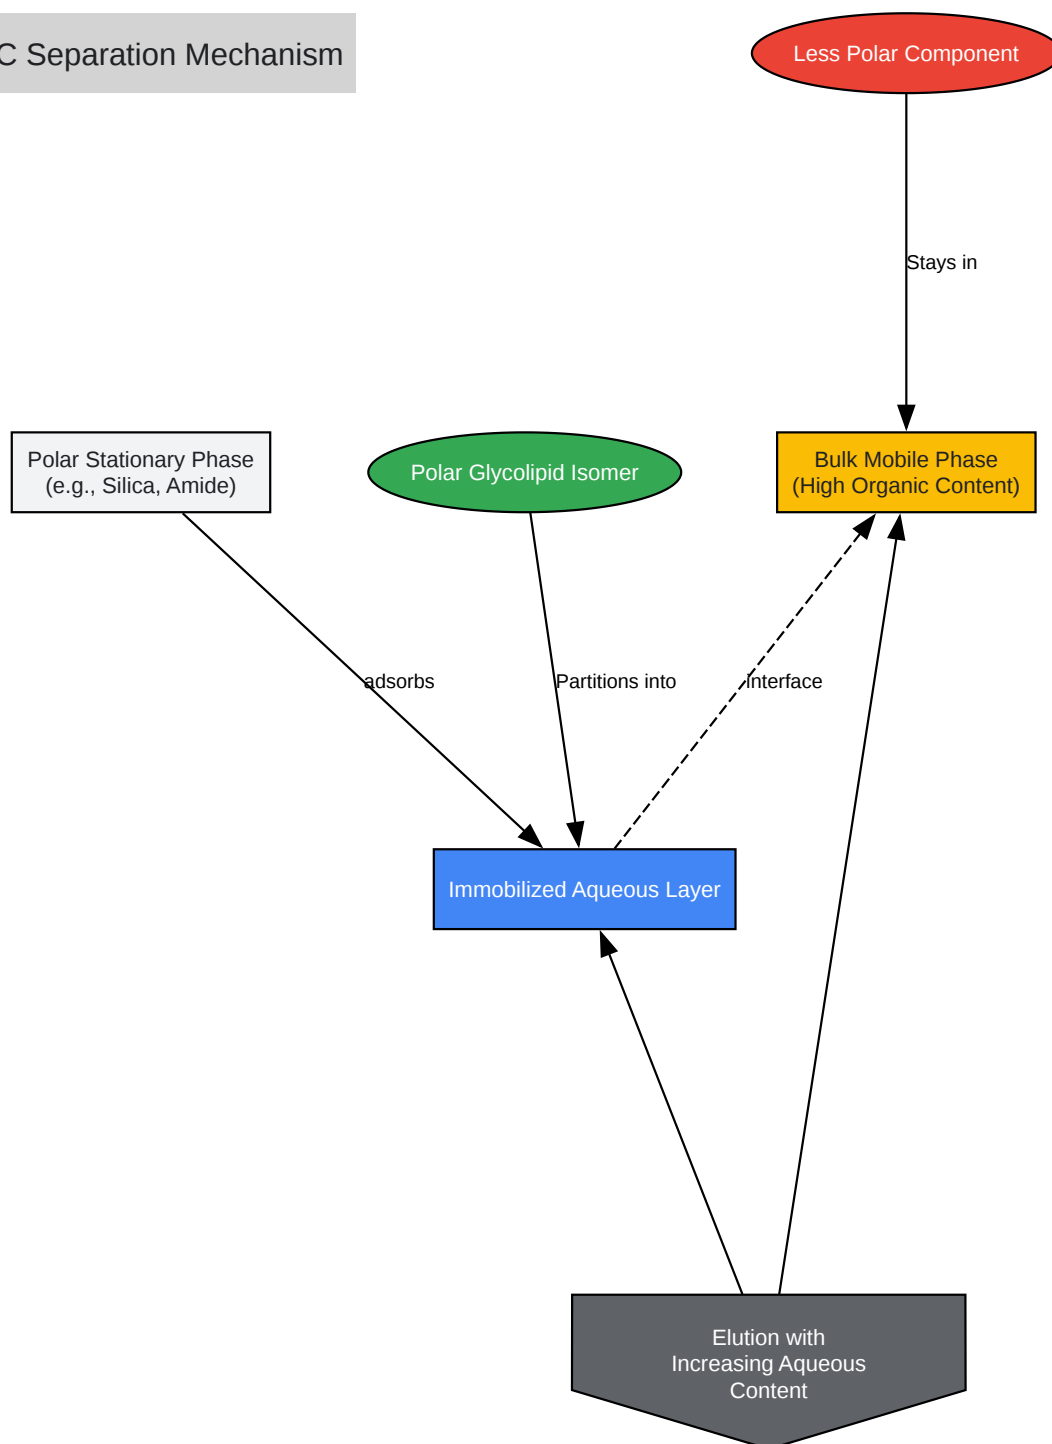 C Separation Mechanism
Less Polar Component
Stays in
Polar Stationary Phase
(e.g., Silica, Amide)
Polar Glycolipid Isomer
Bulk Mobile Phase
(High Organic Content)
adsorbs
Partitions into
Interface
Immobilized Aqueous Layer
Elution with
Increasing Aqueous
Content